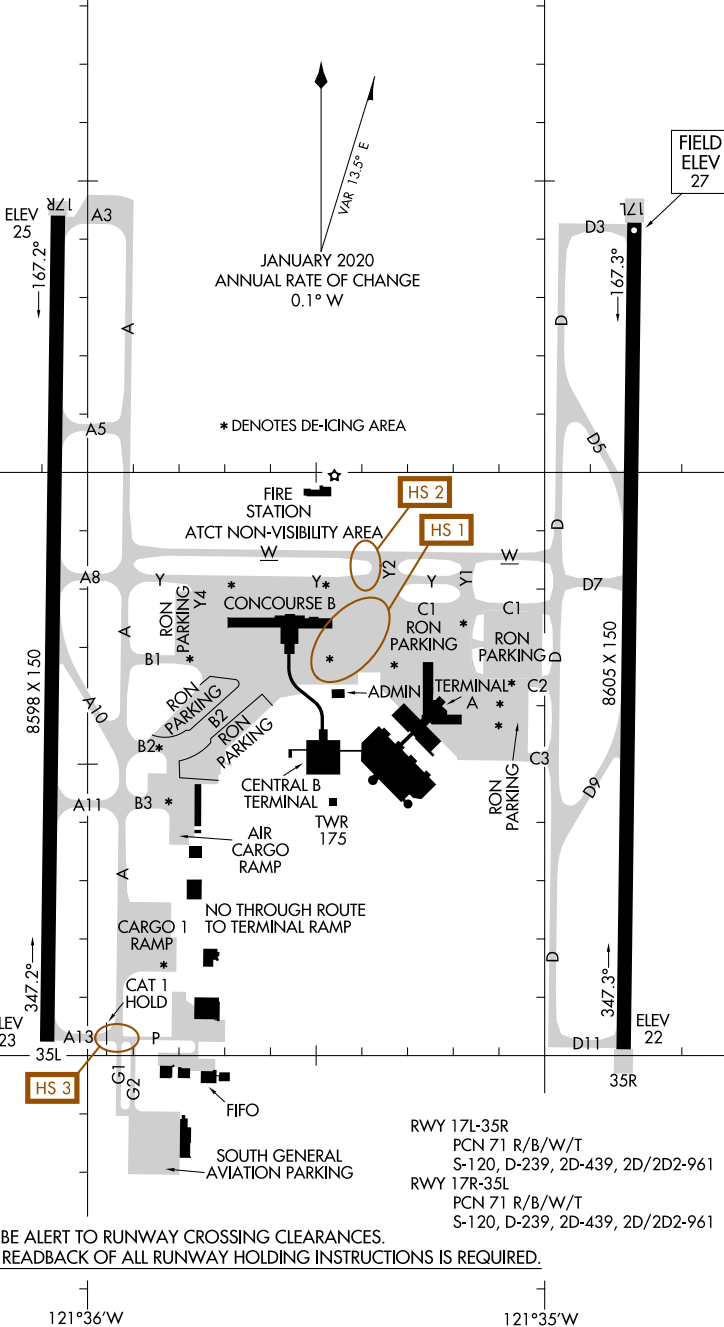 VAR 13.5° E
JANUARY 2020
ANNUAL RATE OF CHANGE
0.1° W
FIELD
ELEV
27
ELEV
25
17R
A3
17L
D3
167.2°
167.3°
A
D
A5
* DENOTES DE-ICING AREA
D5
FIRE
STATION
HS 2
ATCT NON-VISIBILITY AREA
HS 1
D
W
W
A8
Y
Y4
Y
Y2
Y
Y1
D7
CONCOURSE B
RON
PARKING
C1
C1
RON
PARKING
RON
PARKING
A
B1
D
8598 X 150
8605 X 150
A10
RON
PARKING
B2
RON
PARKING
ADMIN
TERMINAL
A
C2
B2
C3
CENTRAL B
TERMINAL
RON
PARKING
D9
A11
B3
TWR
175
AIR
CARGO
RAMP
A
CARGO 1
RAMP
NO THROUGH ROUTE
TO TERMINAL RAMP
D
347.2°
347.3°
CAT 1
HOLD
23
A13
P
35L
D11
ELEV
22
HS 3
G1
G2
35R
FIFO
SOUTH GENERAL
AVIATION PARKING
RWY 17L-35R
PCN 71 R/B/W/T
S-120, D-239, 2D-439, 2D/2D2-961
RWY 17R-35L
PCN 71 R/B/W/T
S-120, D-239, 2D-439, 2D/2D2-961
BE ALERT TO RUNWAY CROSSING CLEARANCES.
READBACK OF ALL RUNWAY HOLDING INSTRUCTIONS IS REQUIRED.
121°36'W
121°35'W